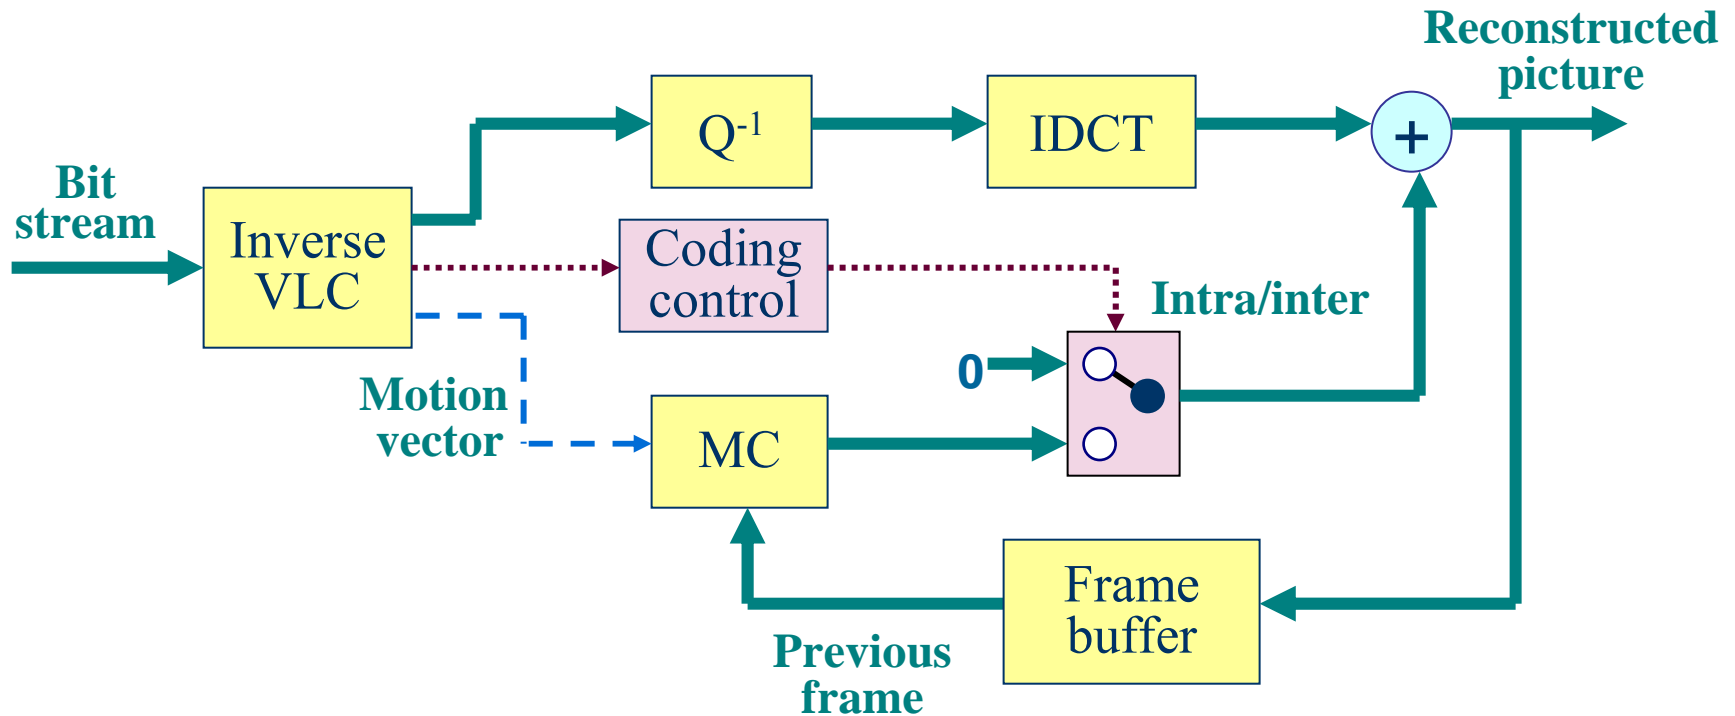 Reconstructed
picture
Q-1
IDCT
+
Bit
stream
Inverse
VLC
Coding
control
Intra/inter
0
Motion
vector
MC
Frame
buffer
Previous
frame